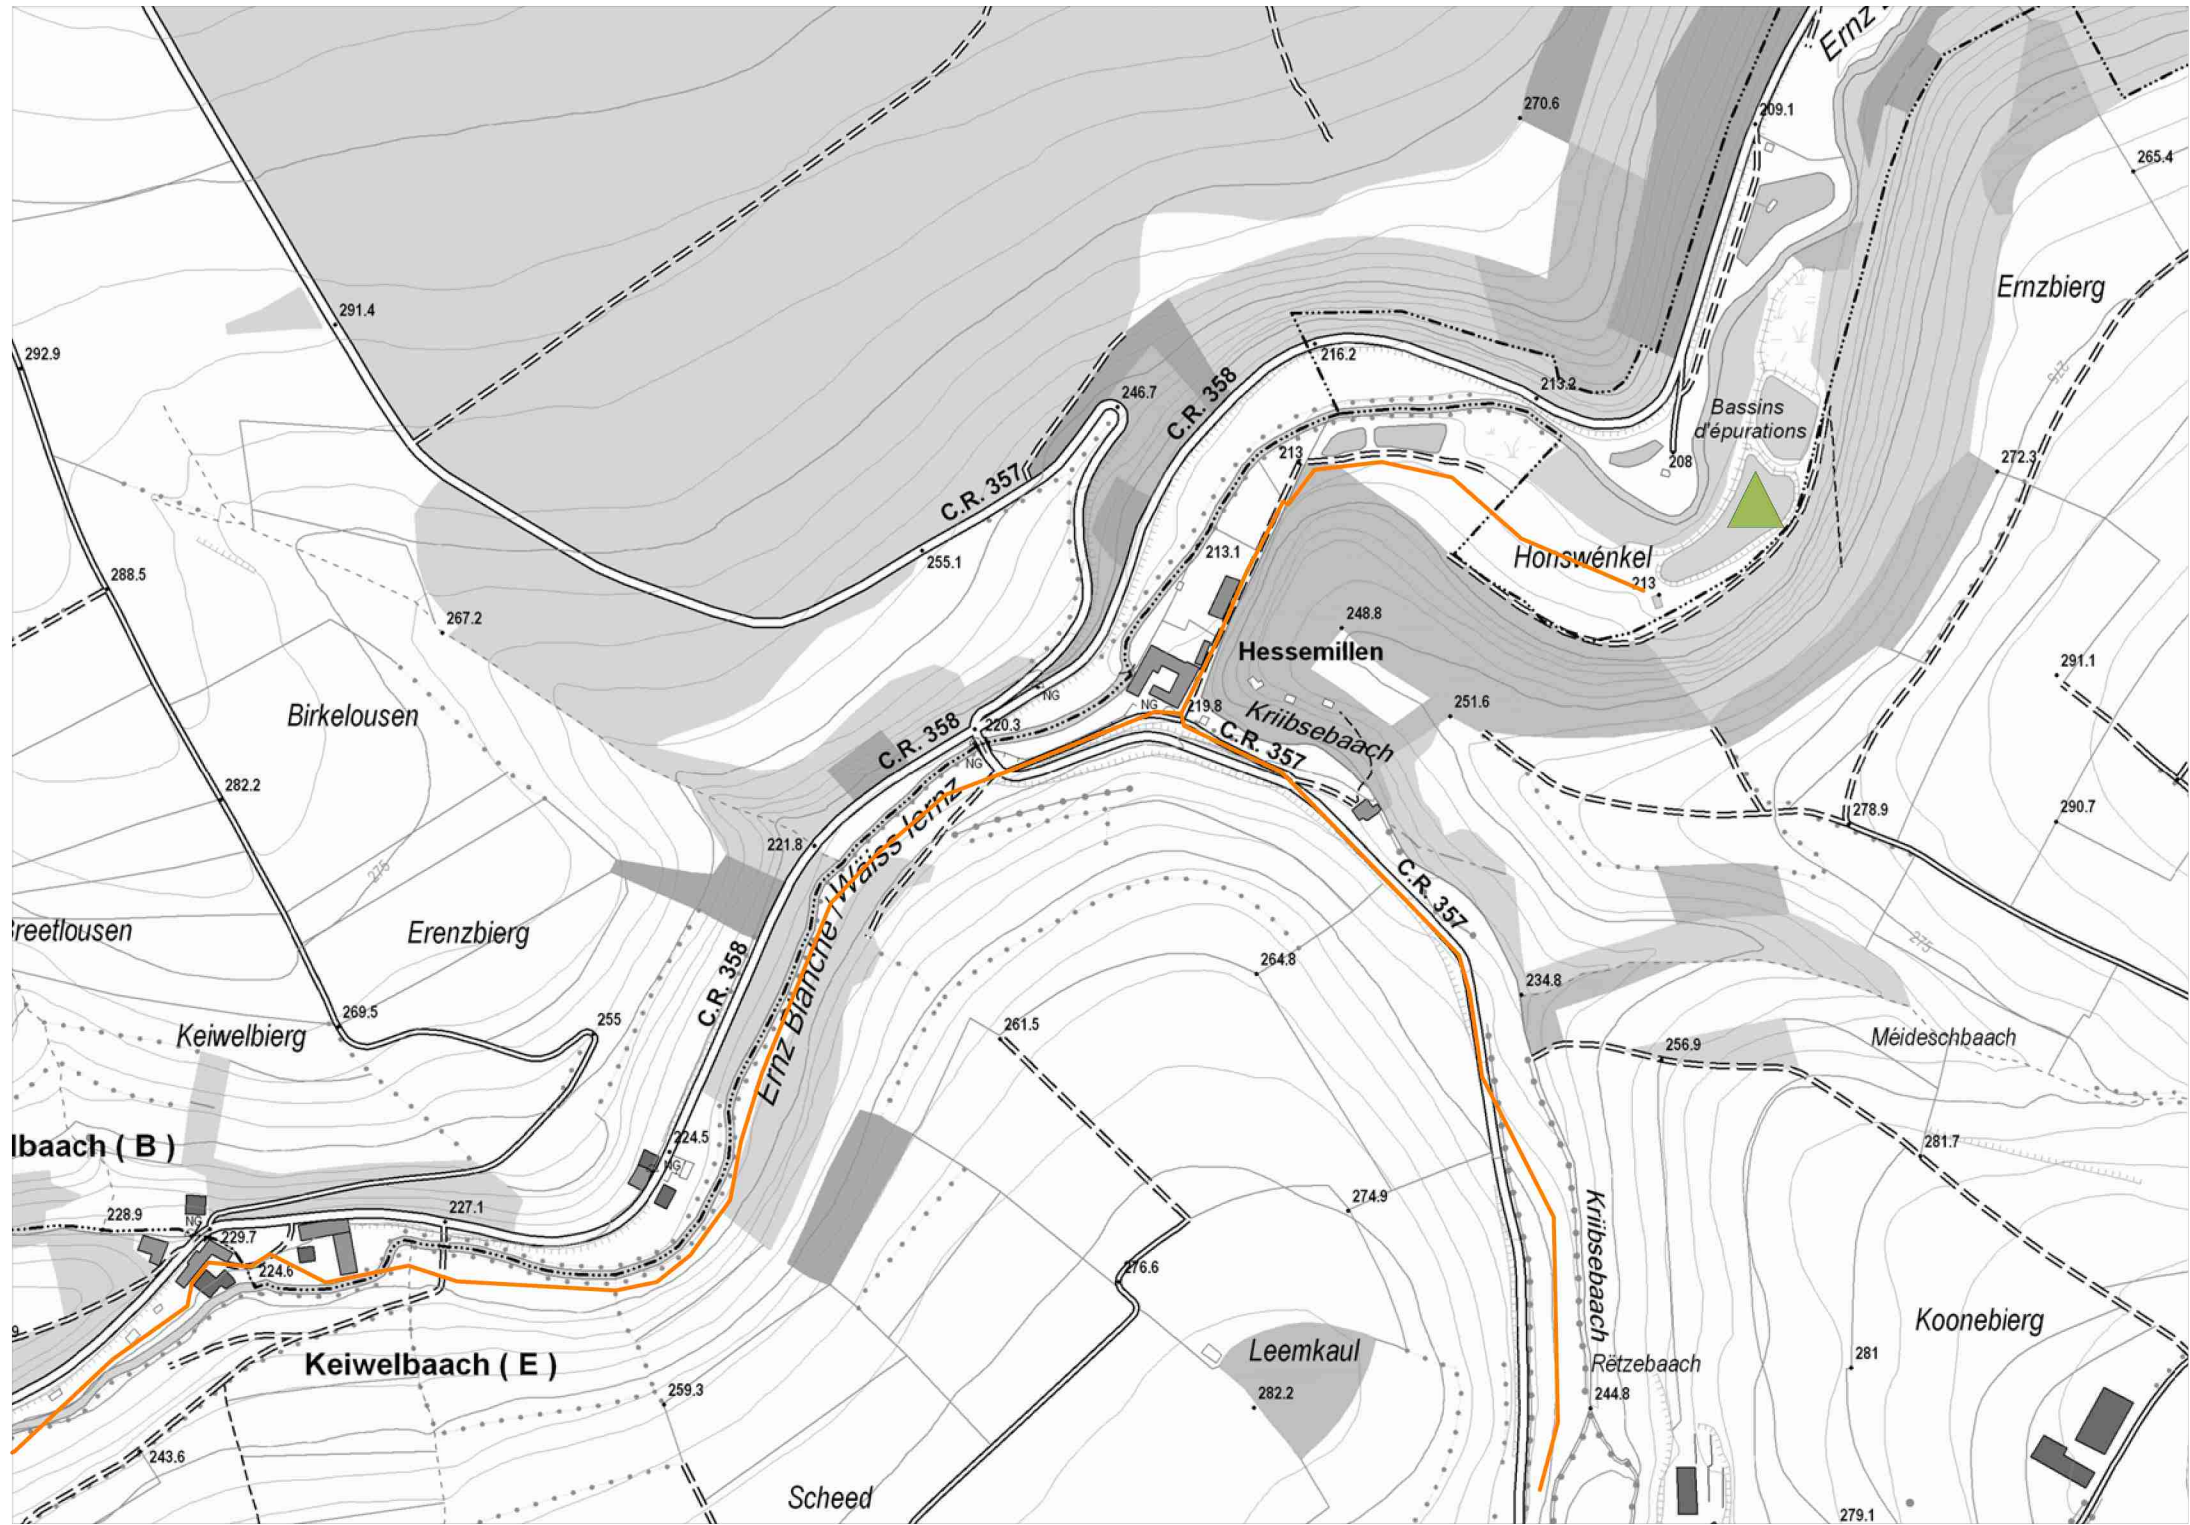 Ernz
270.6
209.1
265.4
Ernzbierg
291.4
292.9
216.2
275
246.7
C.R. 358
213.2
Bassins
d'épurations
213
208
272.3
C.R. 357
213.1
255.1
Honswénkel
213
288.5
267.2
248.8
Hessemillen
291.1
NG
Birkelousen
NG
219.8
251.6
220.3
Kriibsebaach
C.R. 358
C.R. 357
NG
282.2
290.7
278.9
221.8
275
Ernz Blanche /Wäiss Iernz
C.R. 357
reetlousen
Erenzbierg
275
264.8
C.R. 358
234.8
269.5
255
261.5
Keiwelbierg
256.9
Méideschbaach
lbaach ( B )
224.5
NG
281.7
274.9
Kriibsebaach
228.9
NG
227.1
229.7
224.6
276.6
Koonebierg
9
Leemkaul
281
Keiwelbaach ( E )
Rëtzebaach
259.3
282.2
244.8
243.6
Scheed
279.1